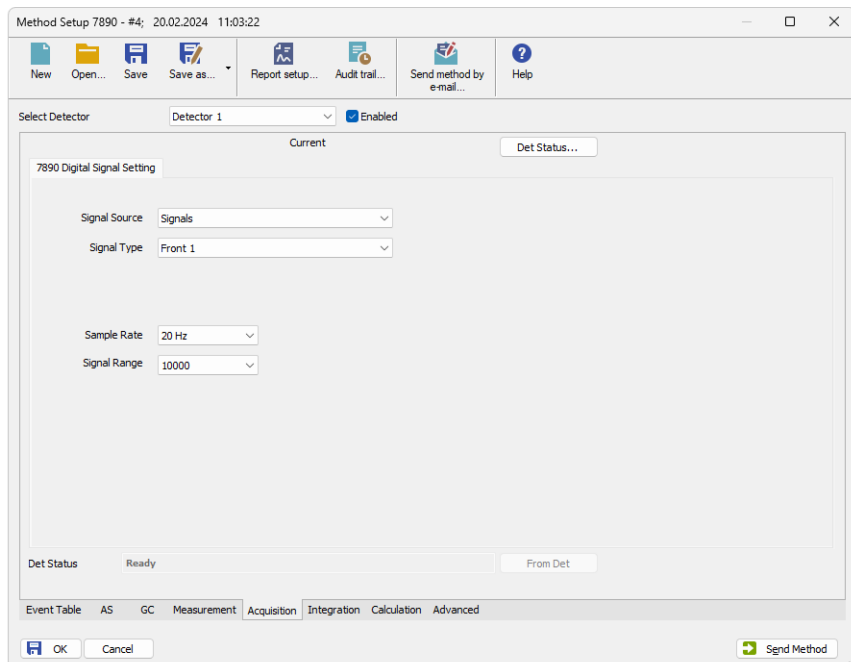 Method Setup 7890 - #4;  20.02.2024  11:03:22
New Open... Save Save as... Report setup... Audit trail... Send method by e-mail... Help
Select Detector Detector 1 Enabled
Current Det Status...
7890 Digital Signal Setting
Signal Source Signals
Signal Type Front 1
Sample Rate 20 Hz
Signal Range 10000
Det Status Ready From Det
Event Table AS GC Measurement Acquisition Integration Calculation Advanced
OK Cancel Send Method